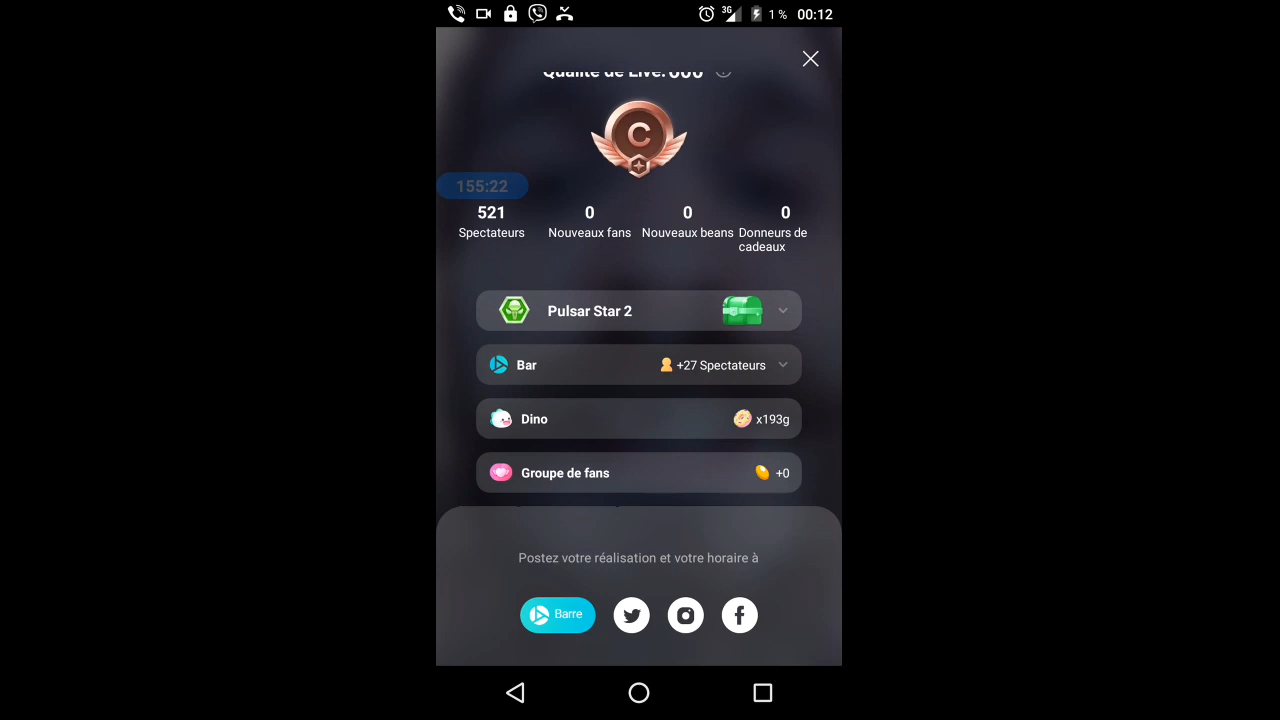 3G 1 % 00:12
Qualité de Live:
C
155:22
521 0 0 0
Spectateurs Nouveaux fans Nouveaux beans Donneurs de
cadeaux
Pulsar Star 2
Bar +27 Spectateurs
Dino x193g
Groupe de fans +0
Postez votre réalisation et votre horaire à
Barre